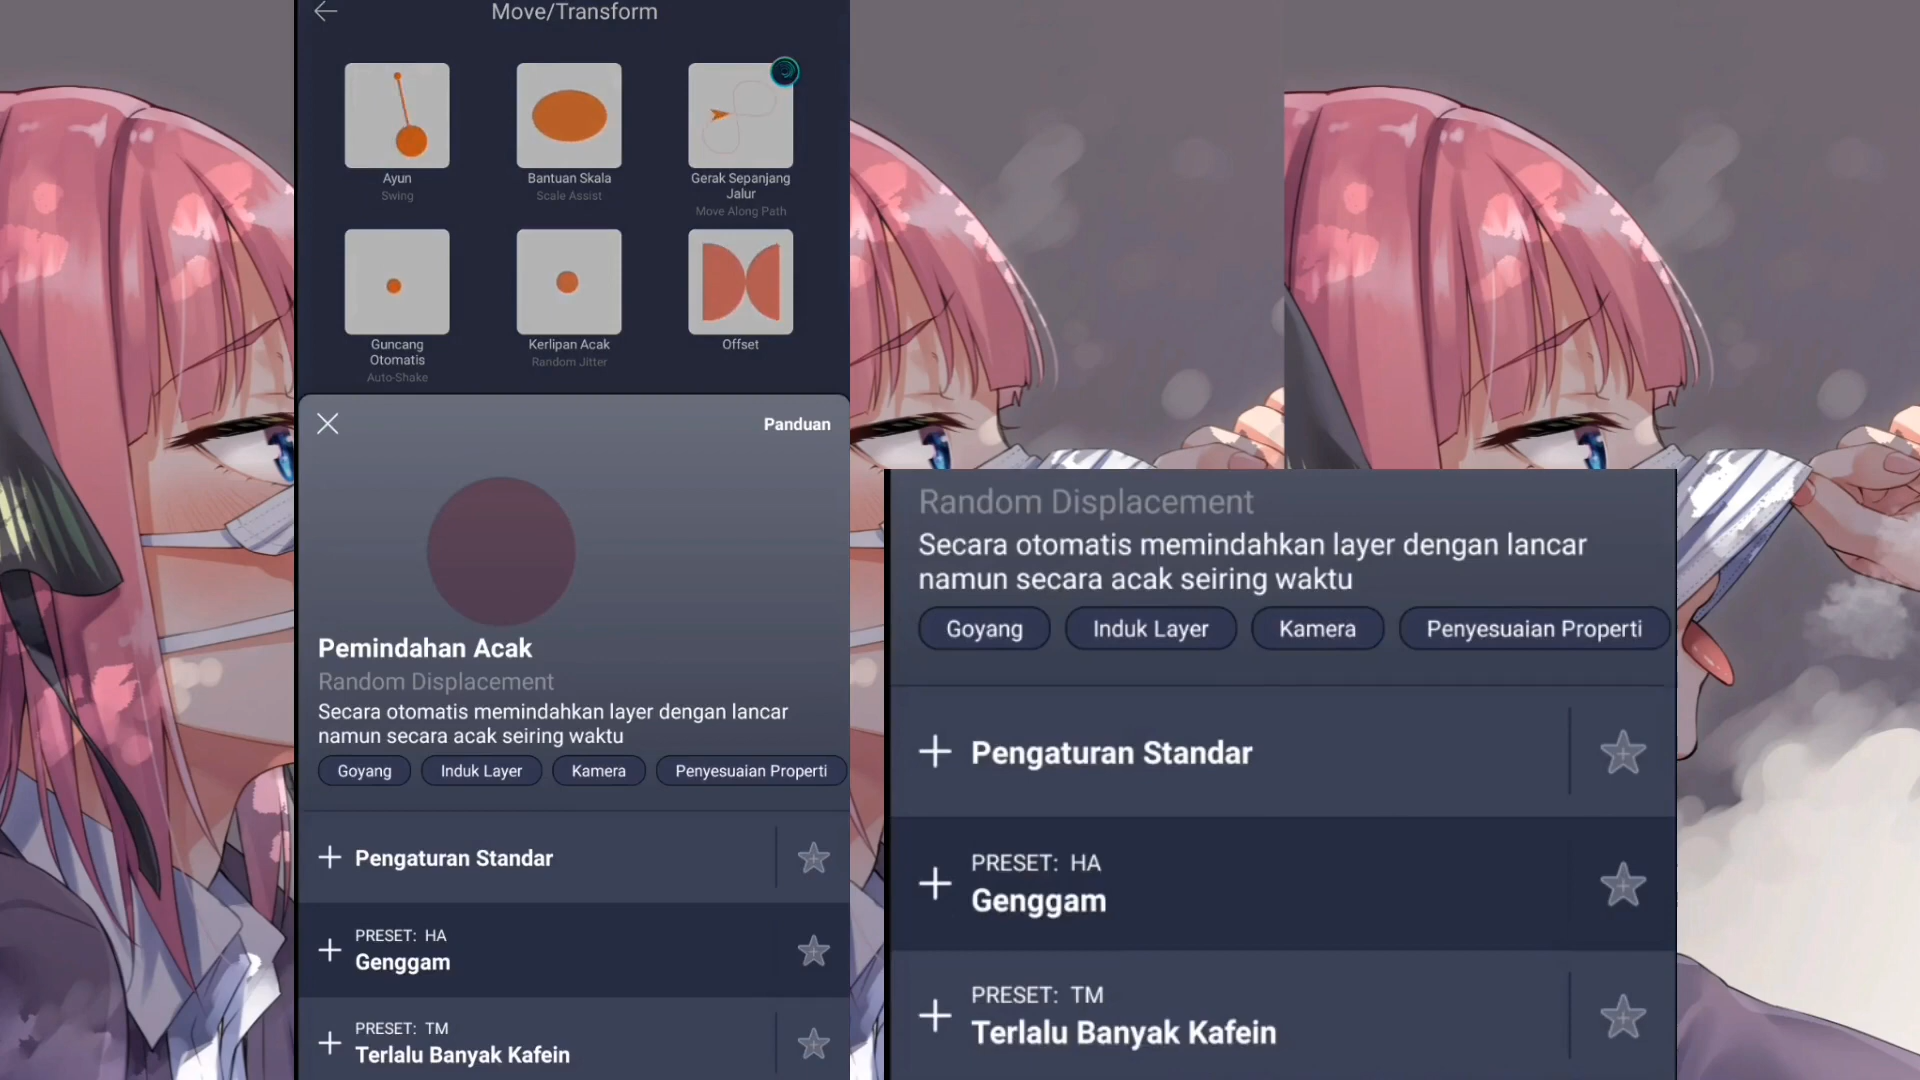 Move/Transform
Ayun
Swing
Bantuan Skala
Scale Assist
Gerak Sepanjang
Jalur
Move Along Path
Guncang
Otomatis
Auto-Shake
Kerlipan Acak
Random Jitter
Offset
Panduan
Pemindahan Acak
Random Displacement
Secara otomatis memindahkan layer dengan lancar
namun secara acak seiring waktu
Goyang Induk Layer Kamera Penyesuaian Properti
Pengaturan Standar
PRESET: HA
Genggam
PRESET: TM
Terlalu Banyak Kafein
Random Displacement
Secara otomatis memindahkan layer dengan lancar
namun secara acak seiring waktu
Goyang Induk Layer Kamera Penyesuaian Properti
Pengaturan Standar
PRESET: HA
Genggam
PRESET: TM
Terlalu Banyak Kafein